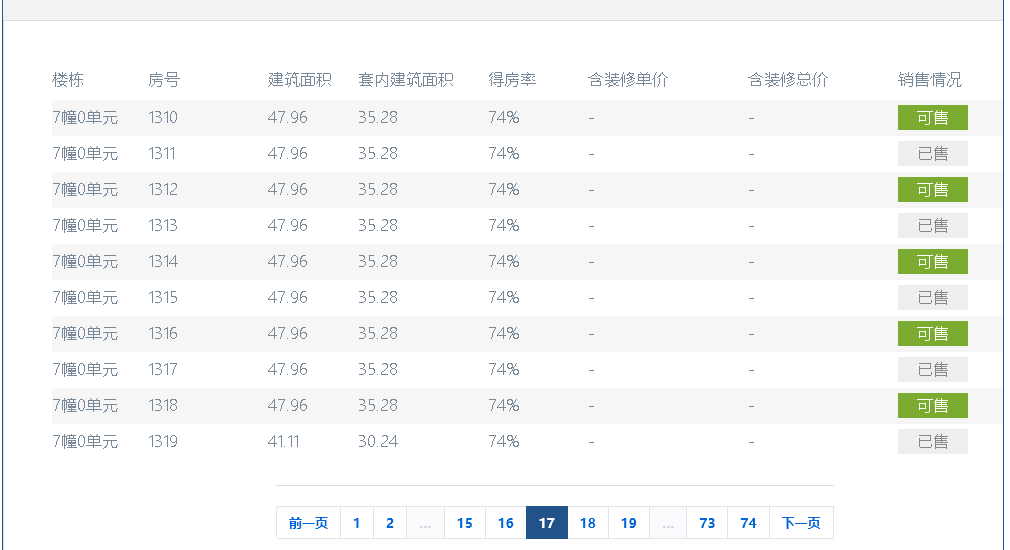 楼栋 房号 建筑面积 套内建筑面积 得房率 含装修单价 含装修总价 销售情况
7幢0单元 1310 47.96 35.28 74% - - 可售
7幢0单元 1311 47.96 35.28 74% - - 已售
7幢0单元 1312 47.96 35.28 74% - - 可售
7幢0单元 1313 47.96 35.28 74% - - 已售
7幢0单元 1314 47.96 35.28 74% - - 可售
7幢0单元 1315 47.96 35.28 74% - - 已售
7幢0单元 1316 47.96 35.28 74% - - 可售
7幢0单元 1317 47.96 35.28 74% - - 已售
7幢0单元 1318 47.96 35.28 74% - - 可售
7幢0单元 1319 41.11 30.24 74% - - 已售
前一页 1 2 ... 15 16 17 18 19 ... 73 74 下一页